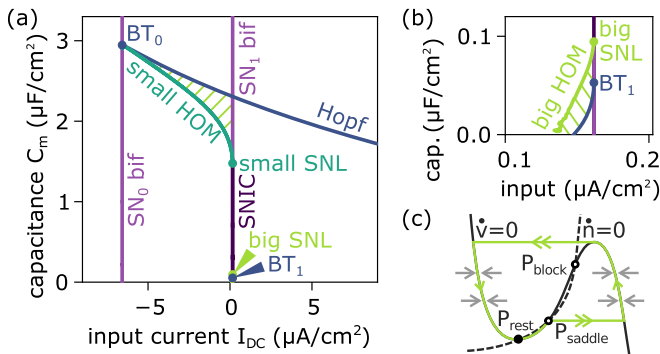 (a)
capacitance Cₘ (μF/cm²)
3
2
1
0
−5
0
5
input current I_DC (μA/cm²)
BT₀
SN₀ bif
SN₁ bif
small HOM
Hopf
small SNL
SNIC
big SNL
BT₁
(b)
cap. (μF/cm²)
0.1
0.0
0.1
0.2
input (μA/cm²)
big HOM
big
SNL
BT₁
(c)
v̇=0
ṅ=0
P_block
P_rest
P_saddle